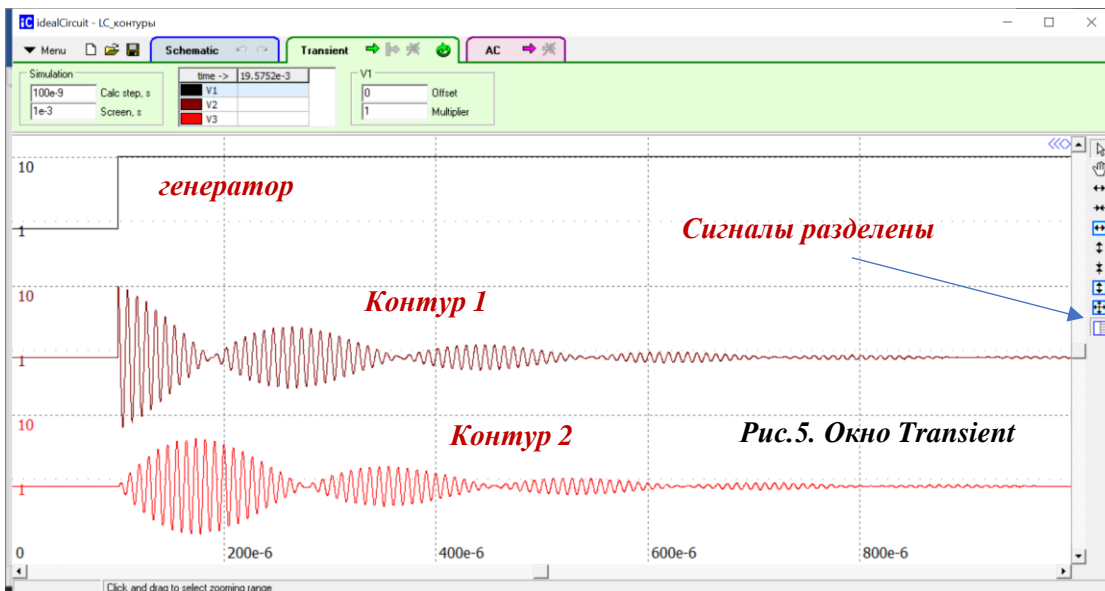 idealCircuit - LC_контуры
Menu Schematic Transient AC
Simulation
100e-9 Calc step, s
1e-3 Screen, s
time -> 19.5752e-3
V1
V2
V3
V1
0 Offset
1 Multiplier
10
генератор
1
Сигналы разделены
10
Контур 1
1
10
Контур 2
Рис.5. Окно Transient
1
0 200e-6 400e-6 600e-6 800e-6
Click and drag to select zooming range